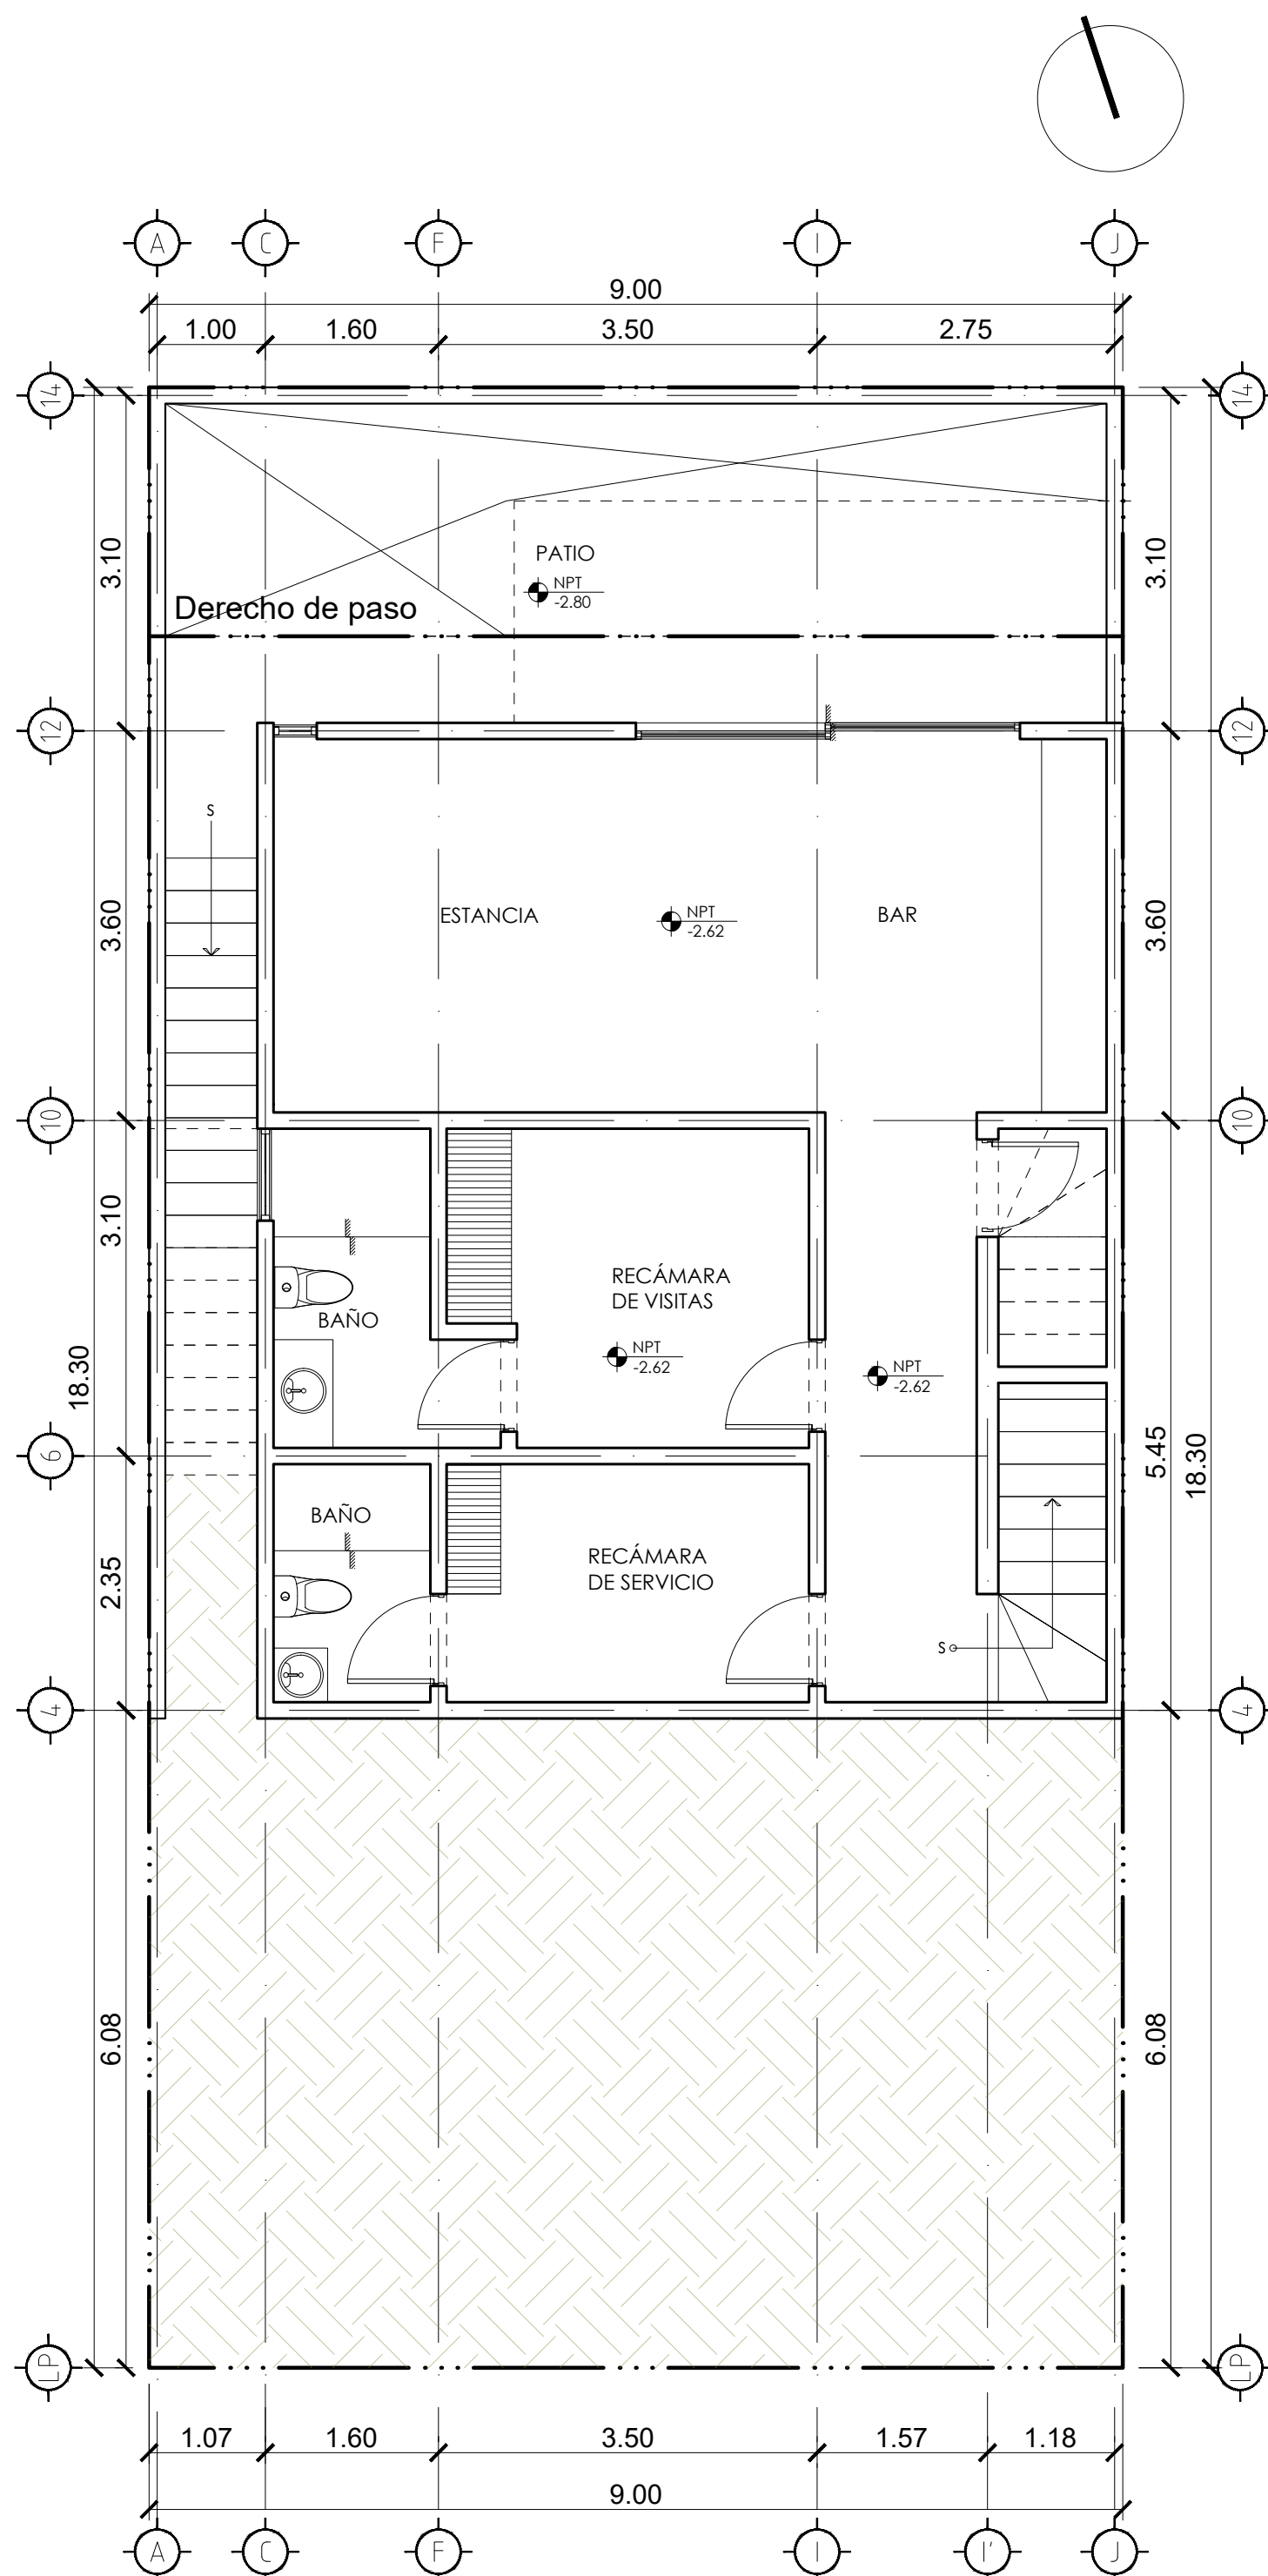 A C F I J
9.00
1.00 1.60 3.50 2.75
14 14
3.10 3.10
PATIO
NPT
-2.80
Derecho de paso
12 12
S
3.60 3.60
ESTANCIA
NPT
-2.62
BAR
10 10
3.10
RECÁMARA
DE VISITAS
BAÑO
NPT
-2.62
NPT
-2.62
18.30
6
5.45
18.30
BAÑO
RECÁMARA
DE SERVICIO
2.35
S
4 4
6.08 6.08
LP LP
1.07 1.60 3.50 1.57 1.18
9.00
A C F I I' J